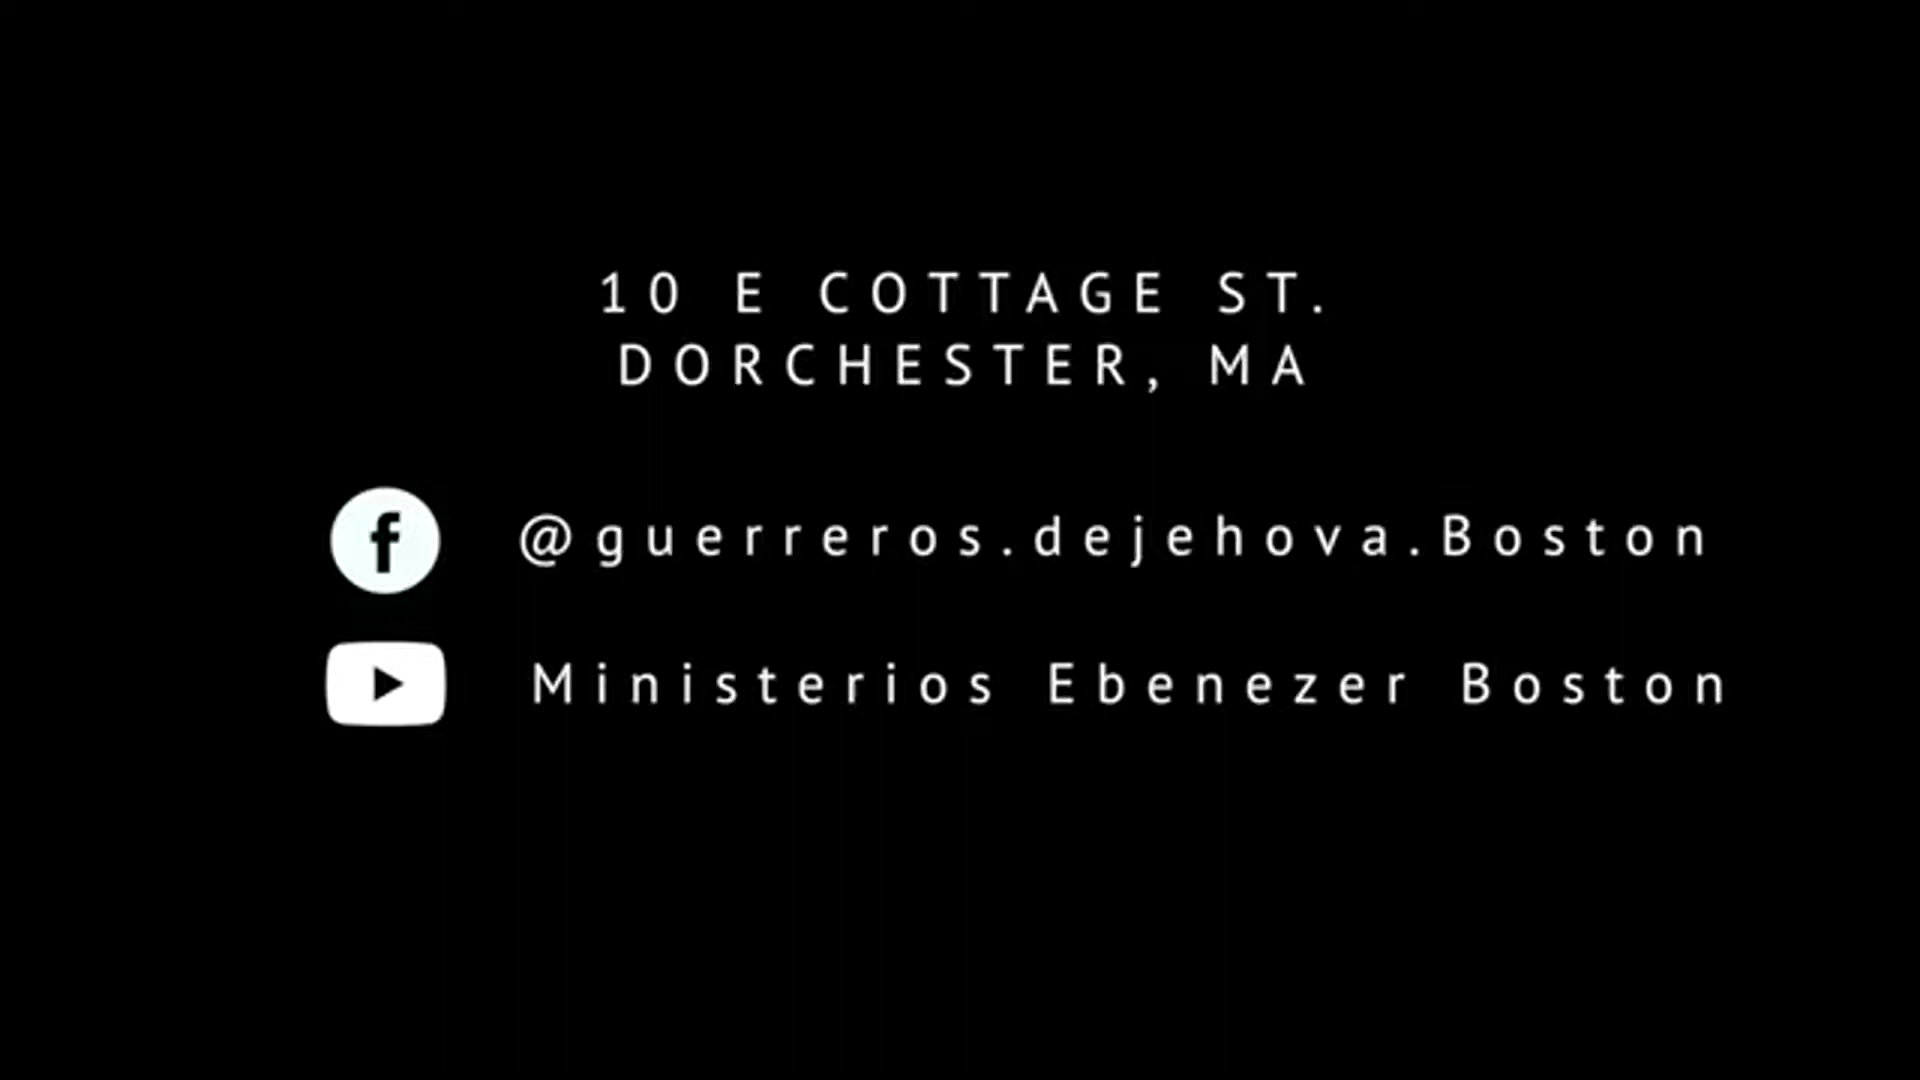 10 E COTTAGE ST.
DORCHESTER, MA
@guerreros.dejehova.Boston
Ministerios Ebenezer Boston